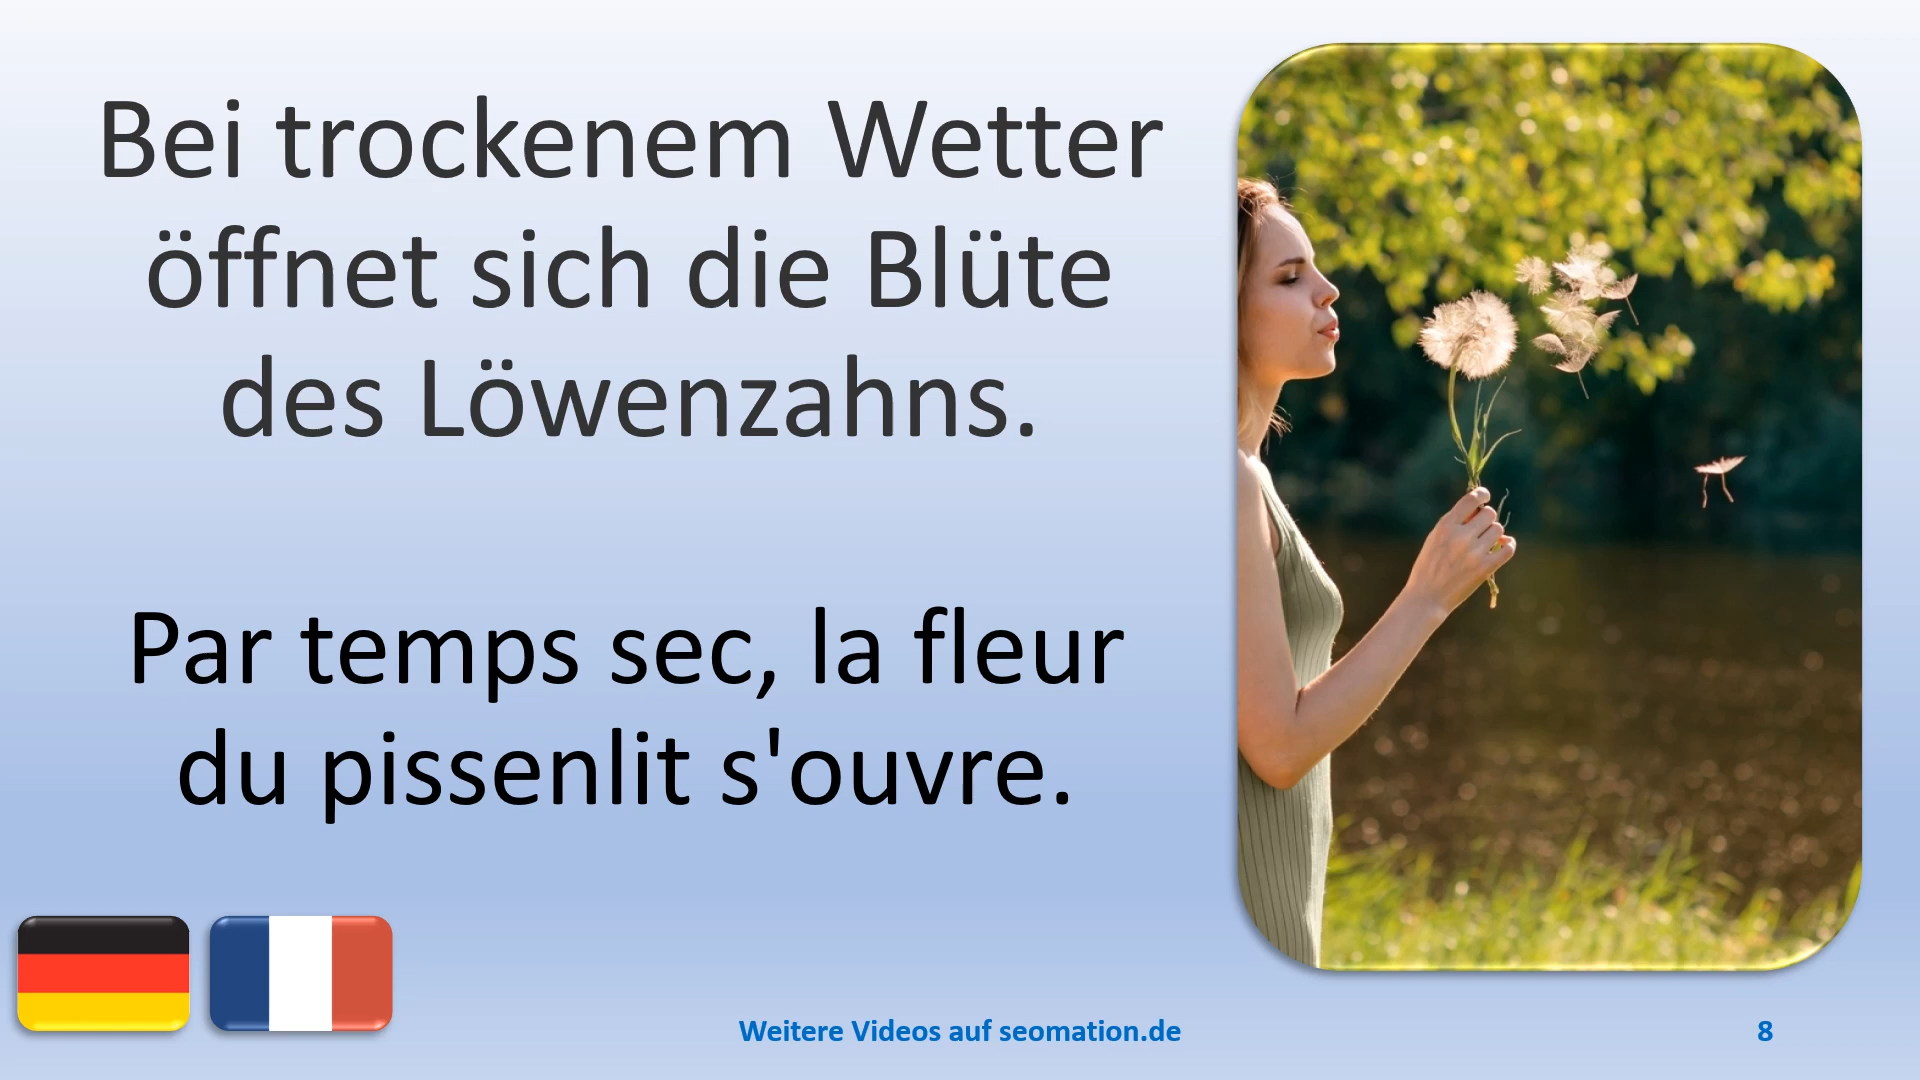 Bei trockenem Wetter
öffnet sich die Blüte
des Löwenzahns.
Par temps sec, la fleur
du pissenlit s'ouvre.
Weitere Videos auf seomation.de
8